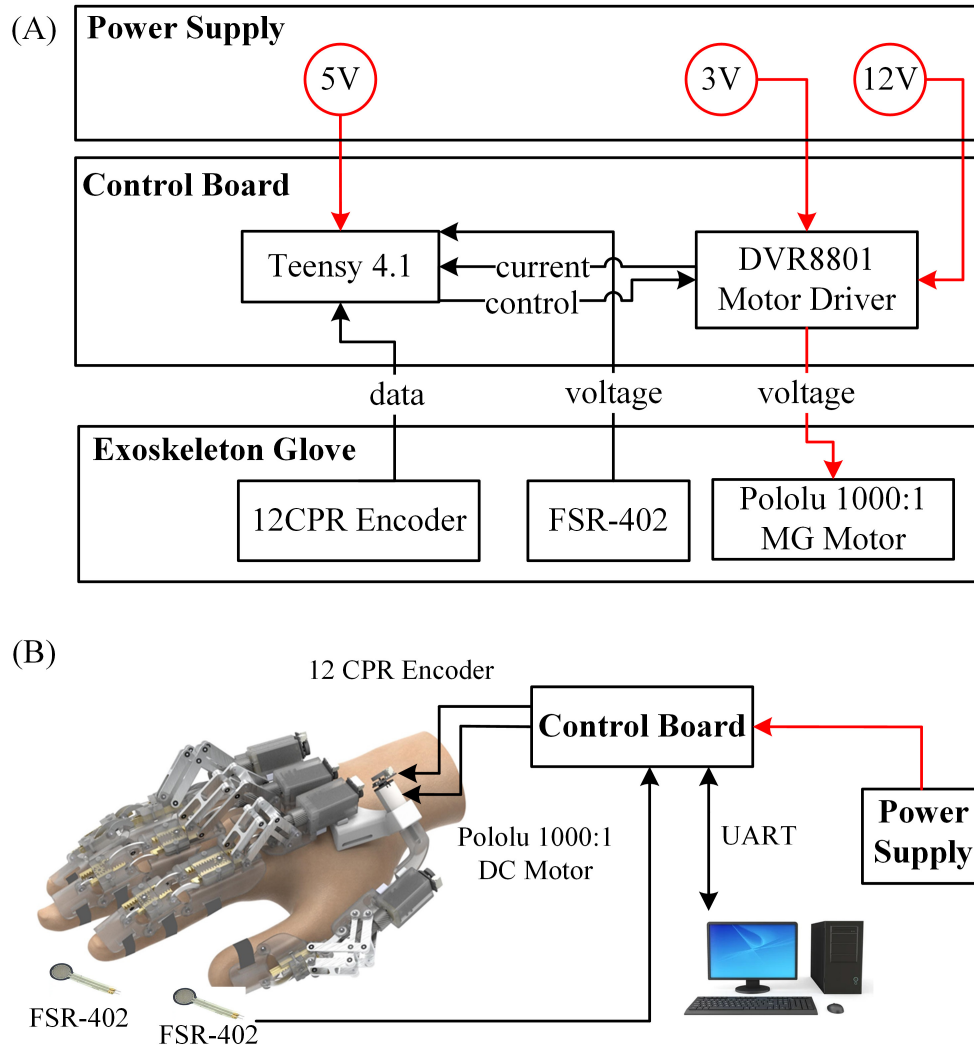 (A)
Power Supply
5V
3V
12V
Control Board
Teensy 4.1
current
control
DVR8801
Motor Driver
data
voltage
voltage
Exoskeleton Glove
12CPR Encoder
FSR-402
Pololu 1000:1
MG Motor
(B)
12 CPR Encoder
Control Board
Pololu 1000:1
DC Motor
UART
Power
Supply
FSR-402
FSR-402